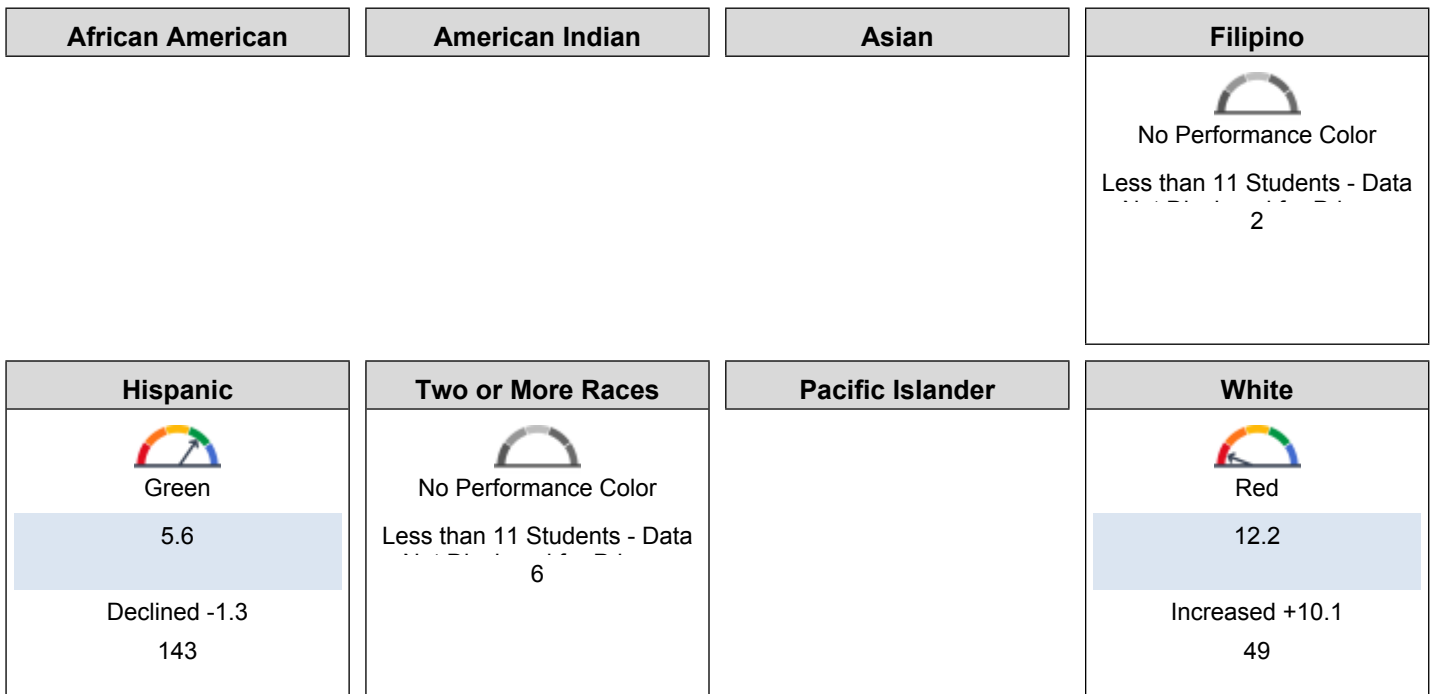 African American
American Indian
Asian
Filipino
No Performance Color
Less than 11 Students - Data
2
Hispanic
Two or More Races
Pacific Islander
White
Green
5.6
Declined -1.3
143
No Performance Color
Less than 11 Students - Data
6
Red
12.2
Increased +10.1
49